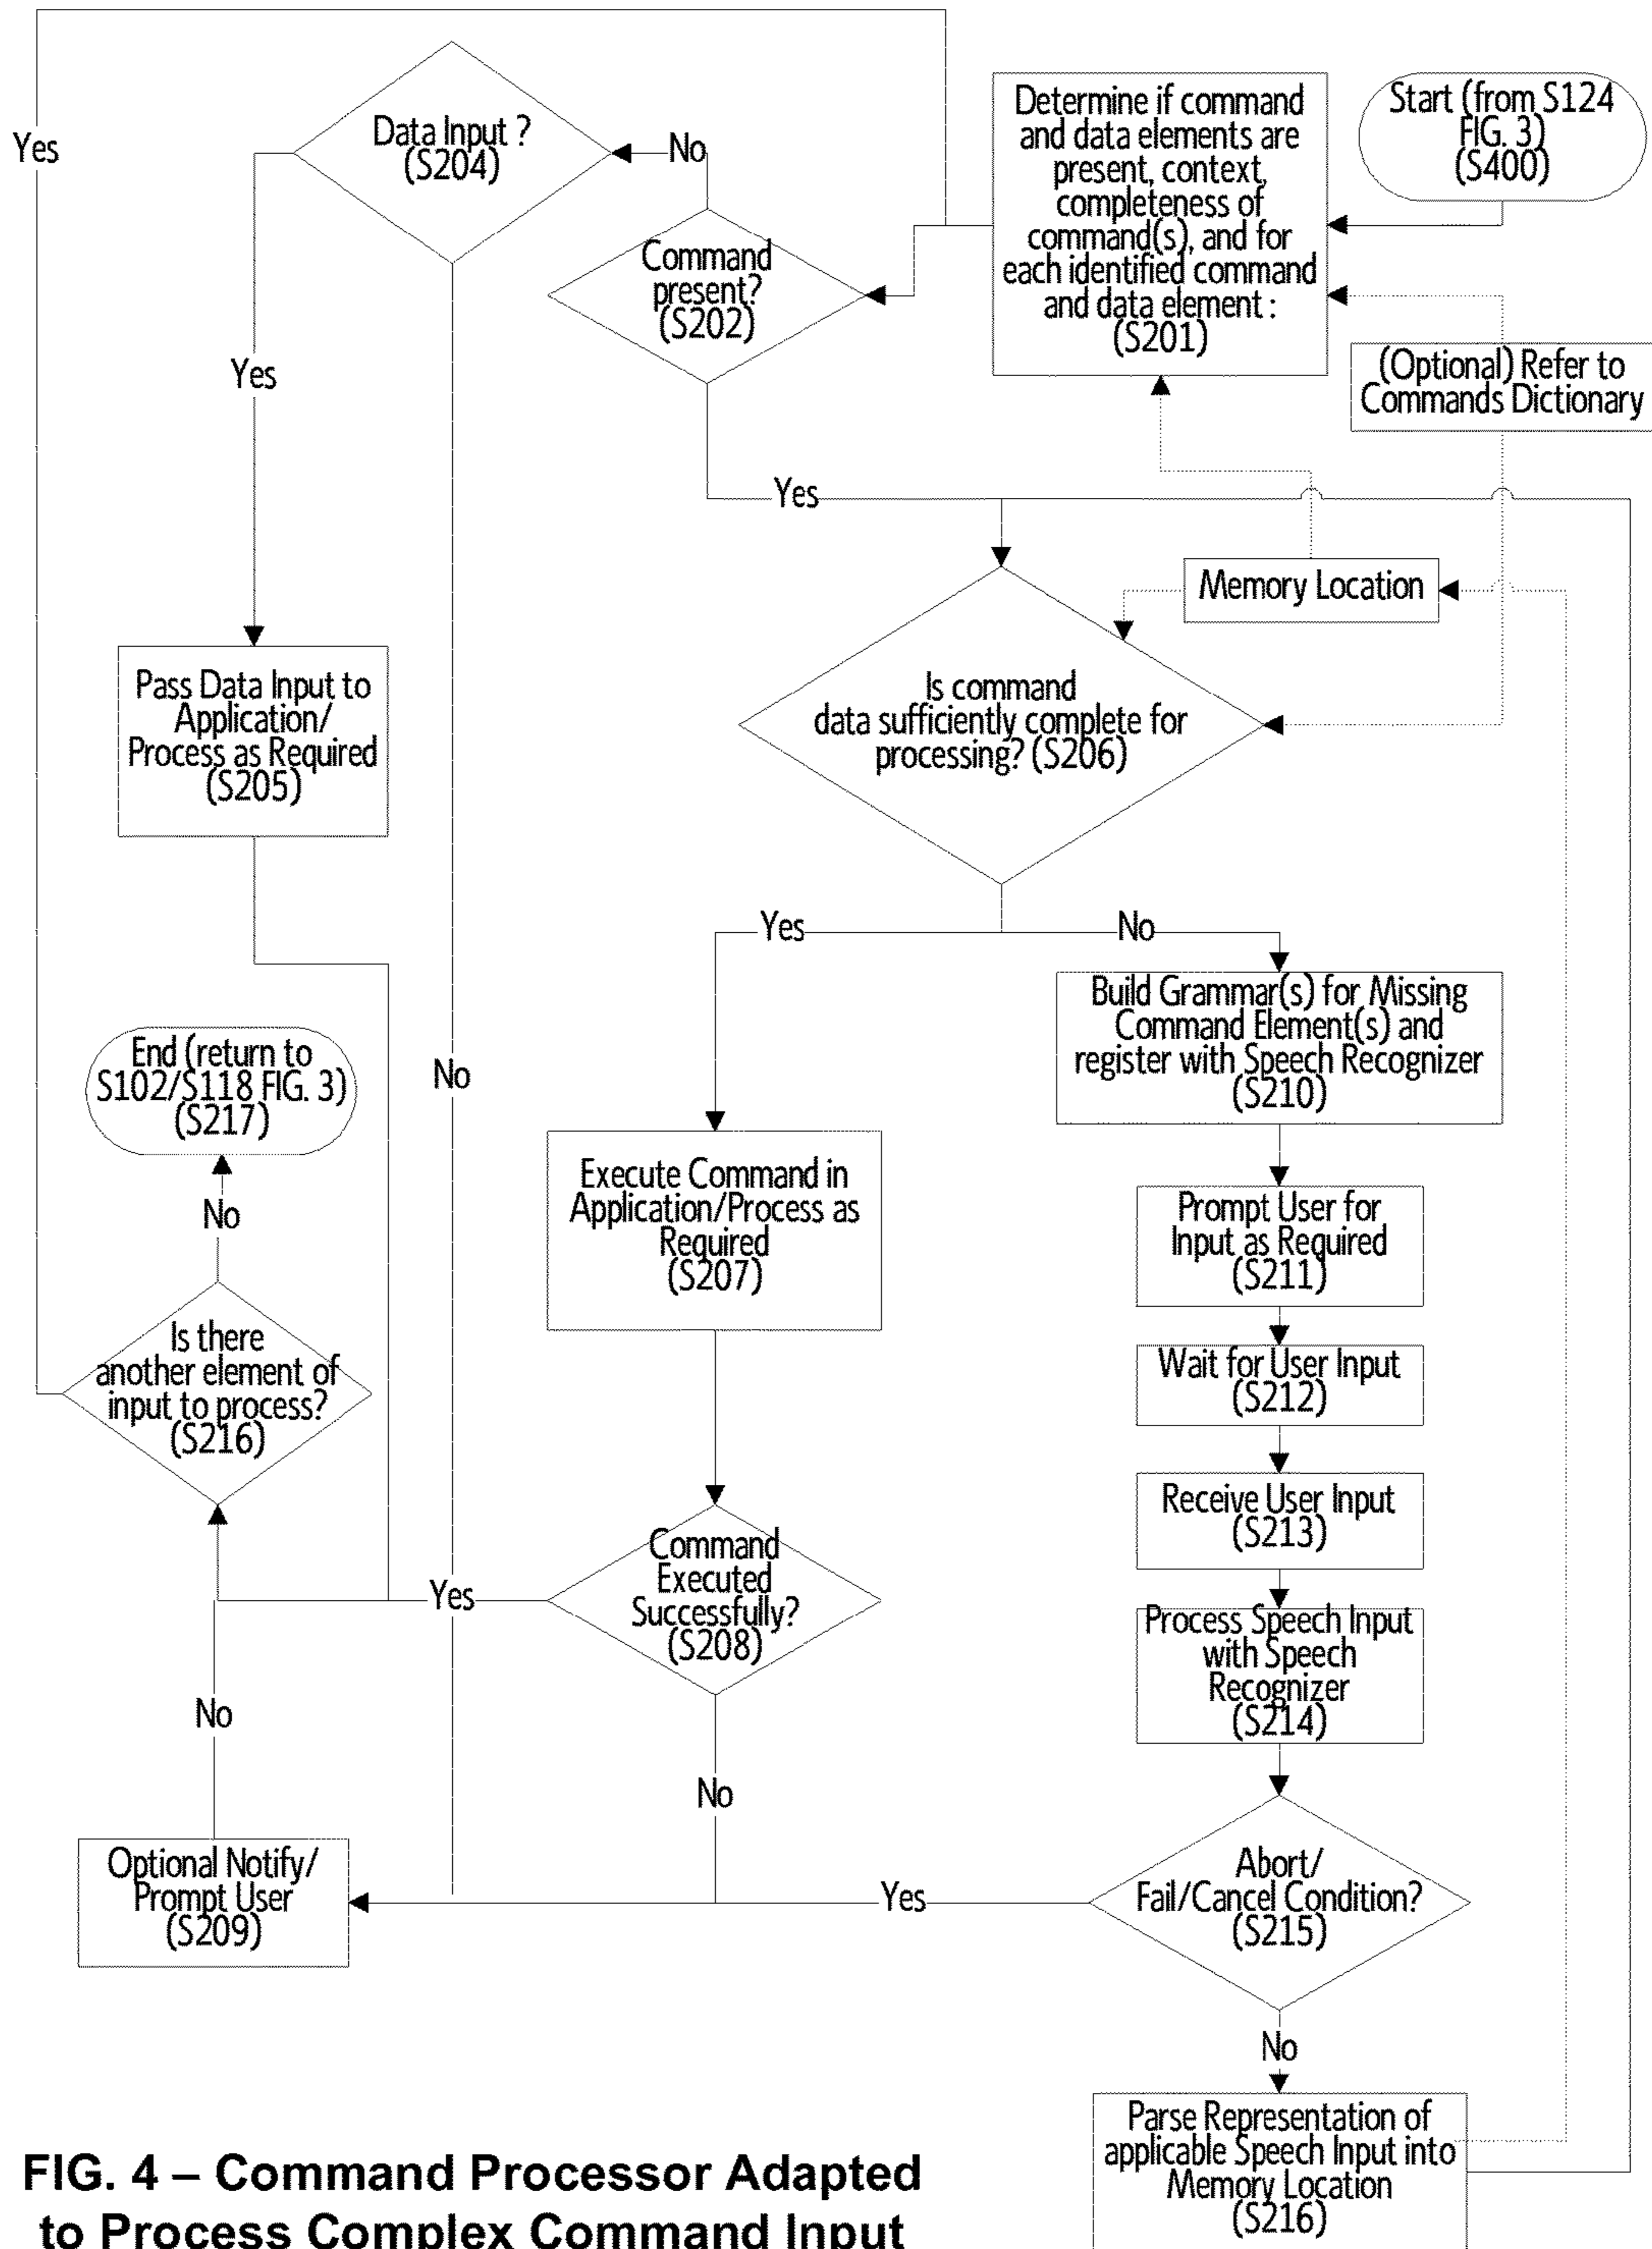 Start (from S124
FIG. 3)
(S400)
Determine if command
and data elements are
present, context,
completeness of
command(s), and for
each identified command
and data element :
(S201)
(Optional) Refer to
Commands Dictionary
Command
present?
(S202)
No
Data Input ?
(S204)
Yes
Yes
Yes
Memory Location
Pass Data Input to
Application/
Process as Required
(S205)
Is command
data sufficiently complete for
processing? (S206)
Yes
No
Build Grammar(s) for Missing
Command Element(s) and
register with Speech Recognizer
(S210)
End (return to
S102/S118 FIG. 3)
(S217)
No
No
Execute Command in
Application/Process as
Required
(S207)
Prompt User for
Input as Required
(S211)
Is there
another element of
input to process?
(S216)
Wait for User Input
(S212)
Receive User Input
(S213)
Command
Executed
Successfully?
(S208)
Yes
No
No
Process Speech Input
with Speech
Recognizer
(S214)
Optional Notify/
Prompt User
(S209)
Yes
Abort/
Fail/Cancel Condition?
(S215)
No
Parse Representation of
applicable Speech Input into
Memory Location
(S216)
FIG. 4 – Command Processor Adapted
to Process Complex Command Input